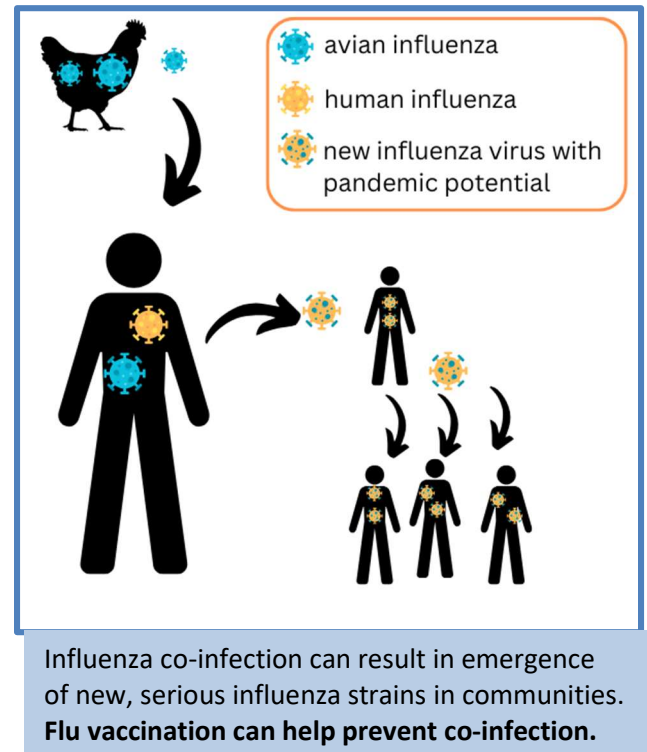 avian influenza
human influenza
new influenza virus with
pandemic potential
Influenza co-infection can result in emergence
of new, serious influenza strains in communities.
Flu vaccination can help prevent co-infection.